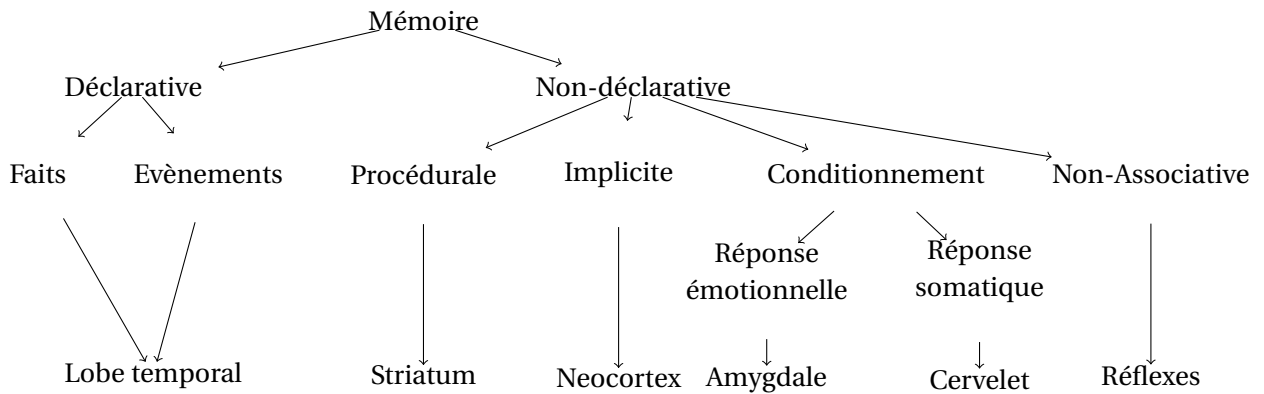 Mémoire
Déclarative
Non-déclarative
Faits
Evènements
Procédurale
Implicite
Conditionnement
Non-Associative
Réponse
émotionnelle
Réponse
somatique
Lobe temporal
Striatum
Neocortex
Amygdale
Cervelet
Réflexes